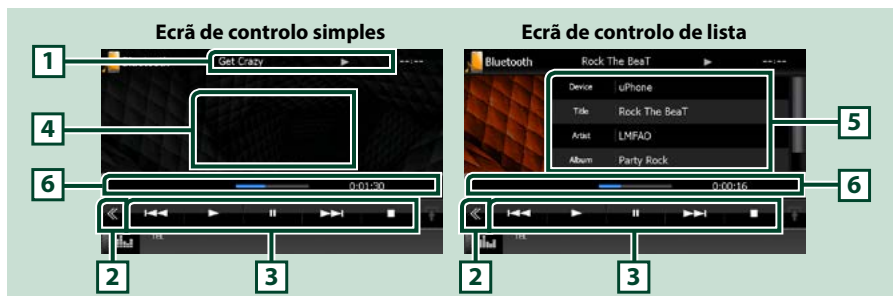 Ecrã de controlo simples
Ecrã de controlo de lista
1
Bluetooth
Get Crazy
--:--
4
6
0:01:30
2
3
Bluetooth
Rock The BeaT
--:--
Device
uPhone
Title
Rock The BeaT
Artist
LMFAO
Album
Party Rock
5
6
0:00:16
TEL
2
3